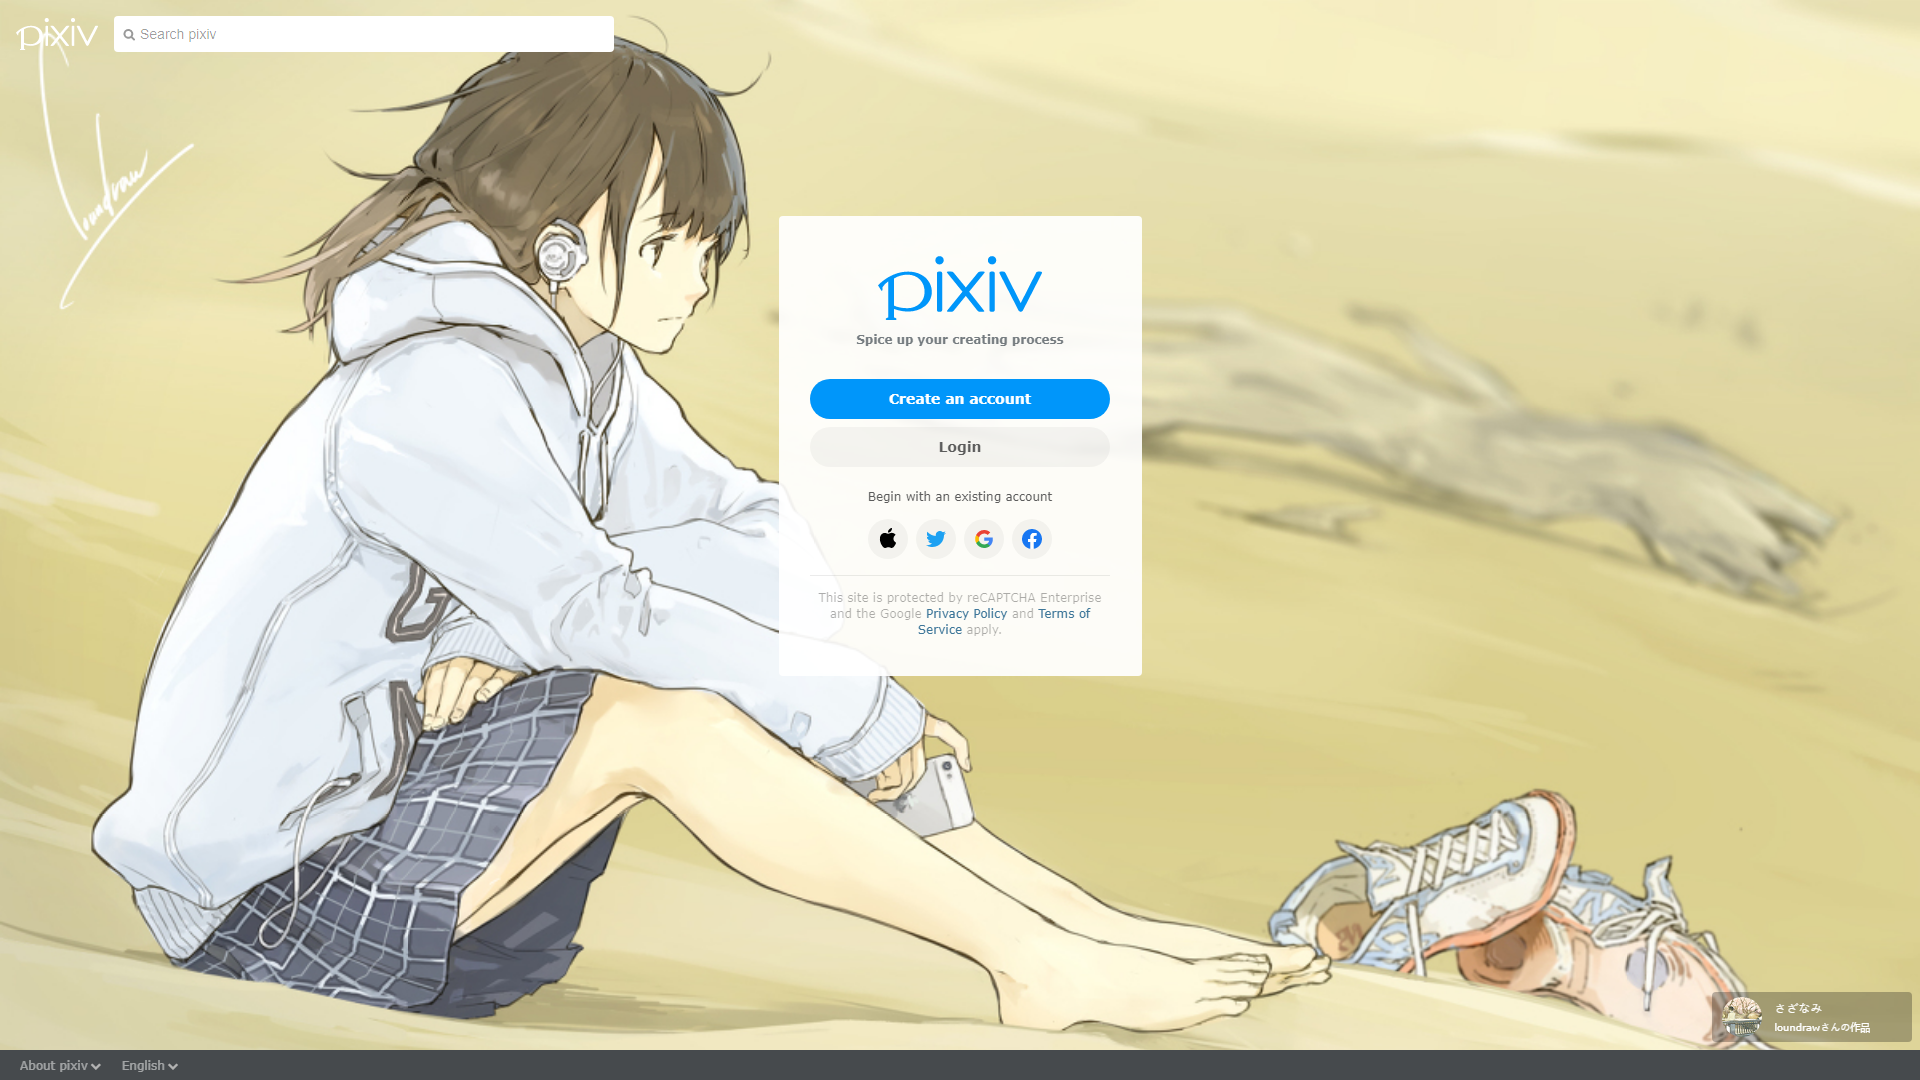 pixiv
Search pixiv
loundraw
pixiv
Spice up your creating process
Create an account
Login
Begin with an existing account
This site is protected by reCAPTCHA Enterprise
and the Google Privacy Policy and Terms of
Service apply.
さざなみ
loundrawさんの作品
About pixiv
English